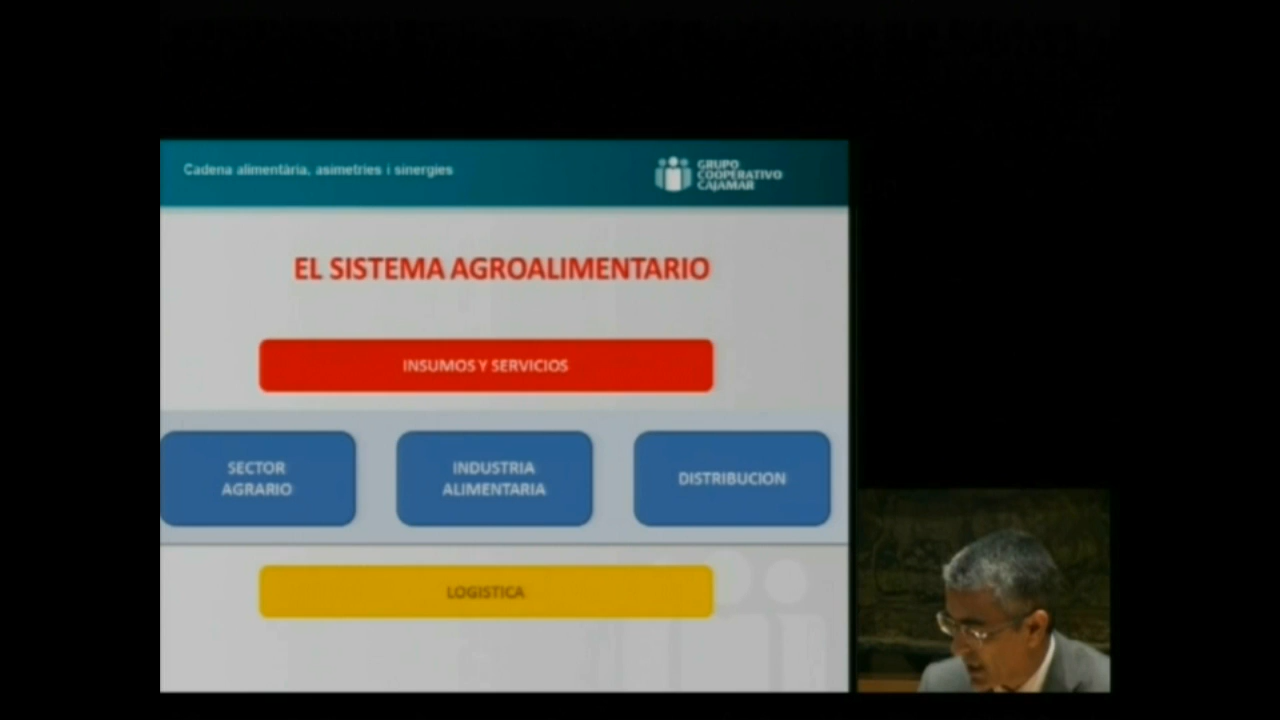 Cadena alimentària, asimetries i sinergies
GRUPO
COOPERATIVO
CAJAMAR
EL SISTEMA AGROALIMENTARIO
INSUMOS Y SERVICIOS
SECTOR
AGRARIO
INDUSTRIA
ALIMENTARIA
DISTRIBUCION
LOGISTICA